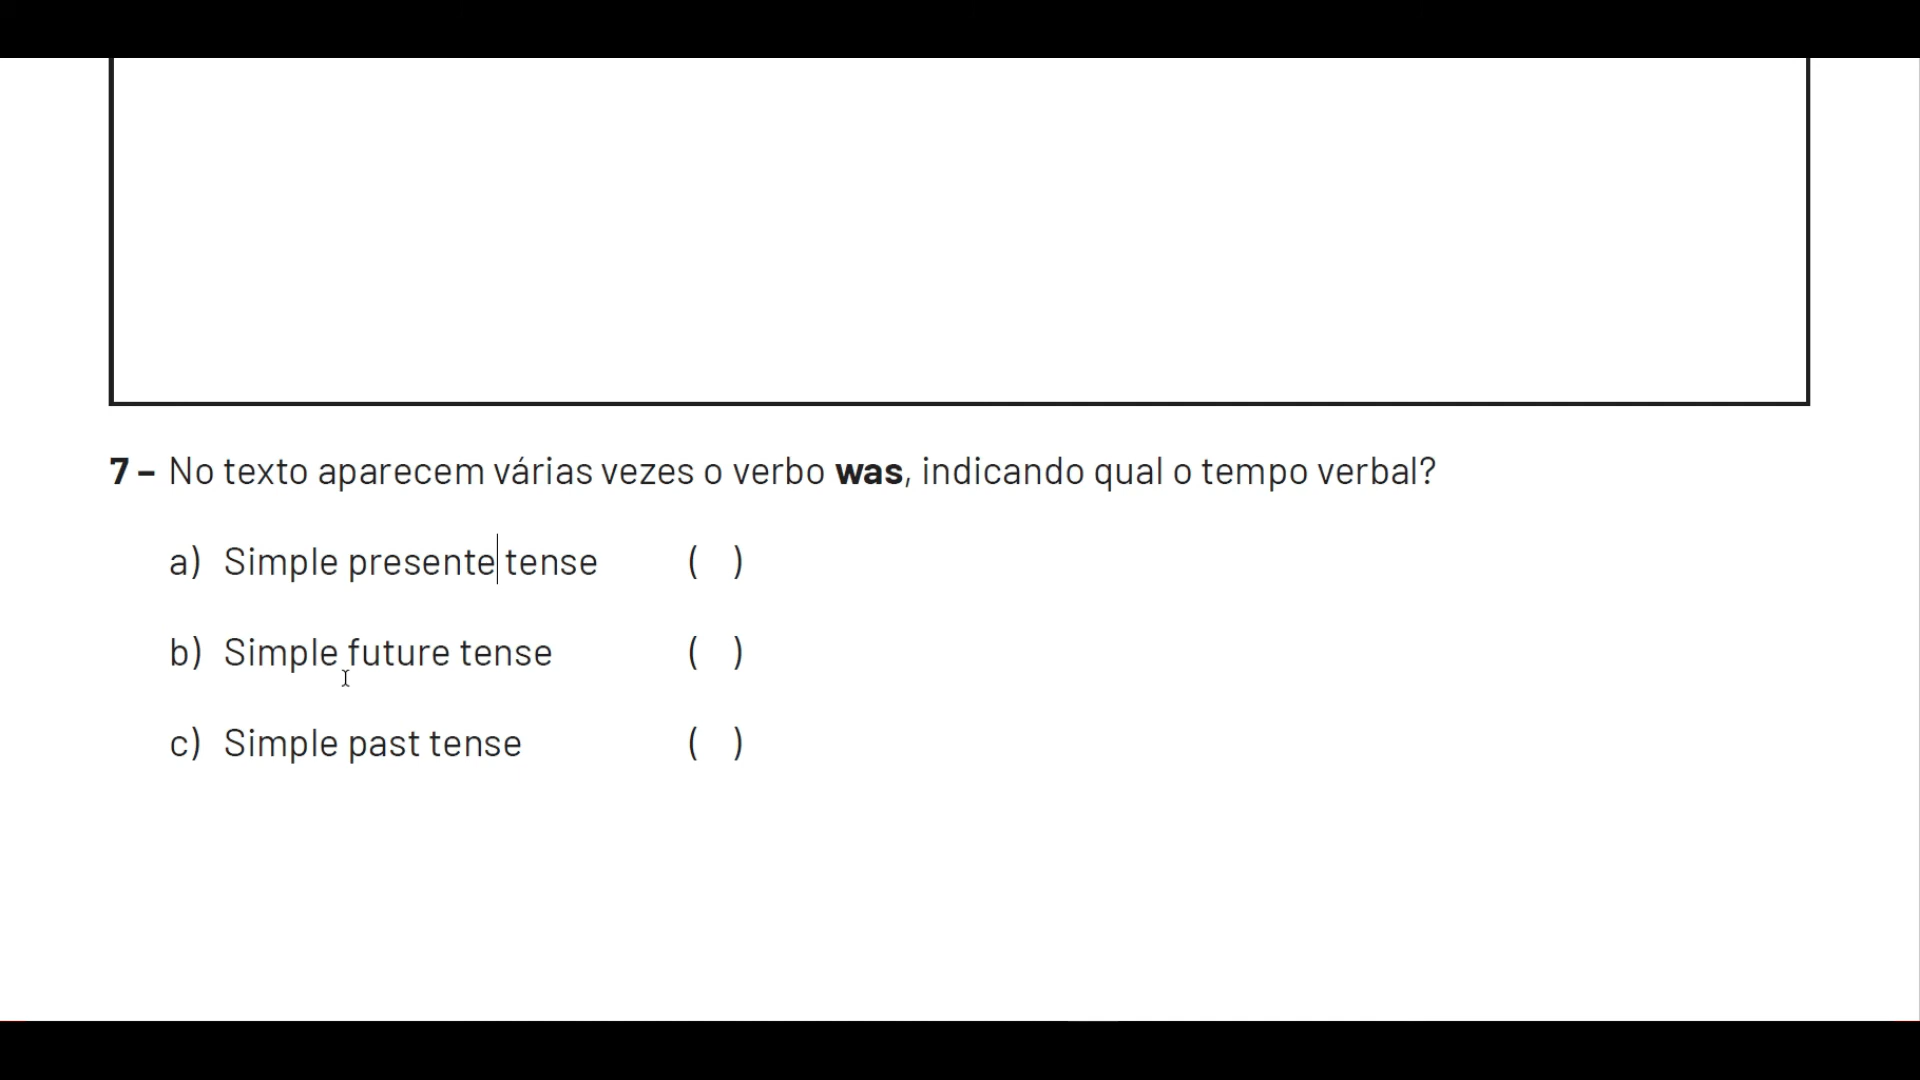 7 – No texto aparecem várias vezes o verbo was, indicando qual o tempo verbal?
a) Simple presente tense ( )
b) Simple future tense ( )
c) Simple past tense ( )